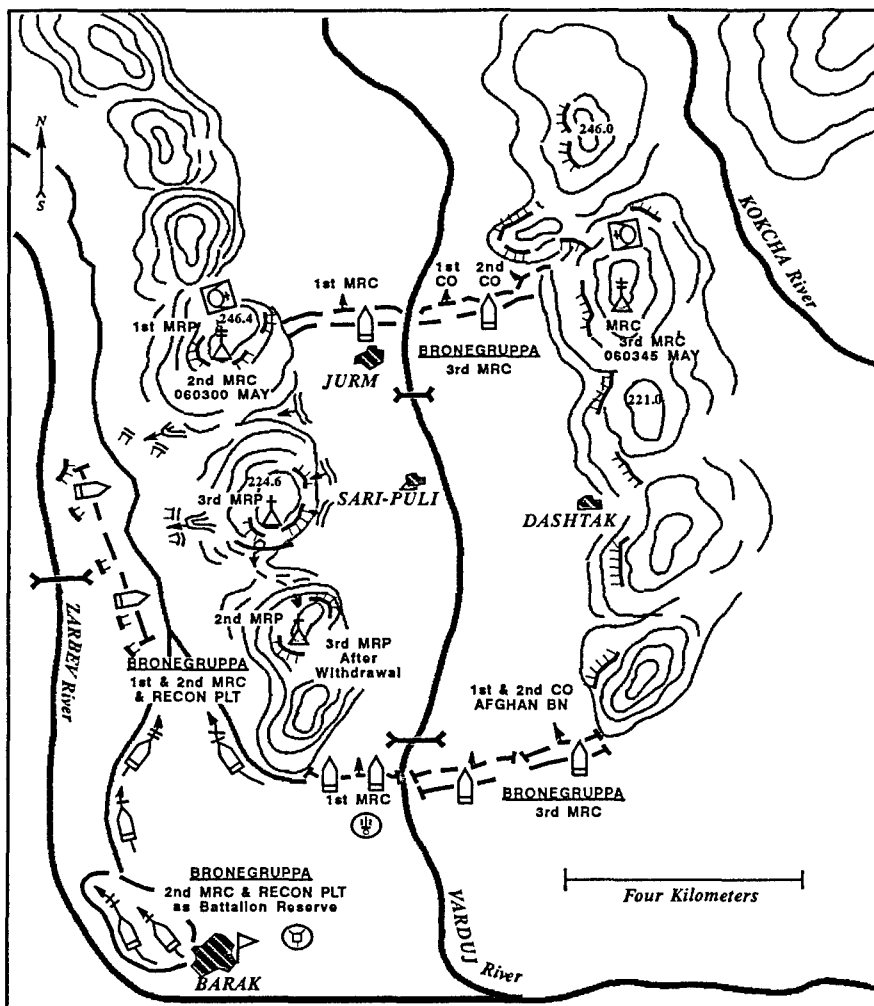 N
S
246.0
KOKCHA River
1st MRC
1st
CO
2nd
CO
1st MRP
246.4
2nd MRC
060300 MAY
JURM
BRONEGRUPPA
3rd MRC
MRC
3rd MRC
060345 MAY
221.0
224.6
3rd MRP
SARI-PULI
DASHTAK
ZARBEV River
2nd MRP
3rd MRP
After
Withdrawal
BRONEGRUPPA
1st & 2nd MRC
& RECON PLT
1st & 2nd CO
AFGHAN BN
1st MRC
BRONEGRUPPA
3rd MRC
BRONEGRUPPA
2nd MRC & RECON PLT
as Battalion Reserve
BARAK
VARDUJ River
Four Kilometers